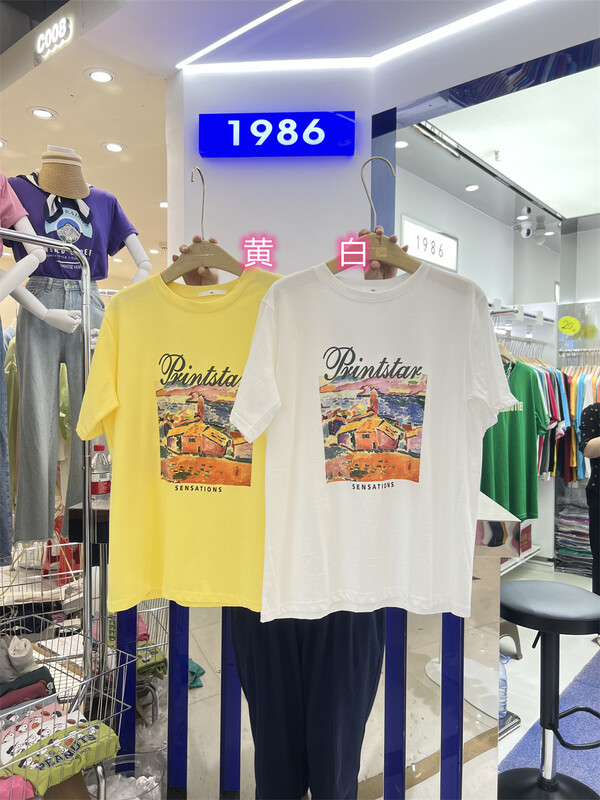 C008
1986
黄 白
1986
Printstar
SENSATIONS
Printstar
SENSATIONS
20